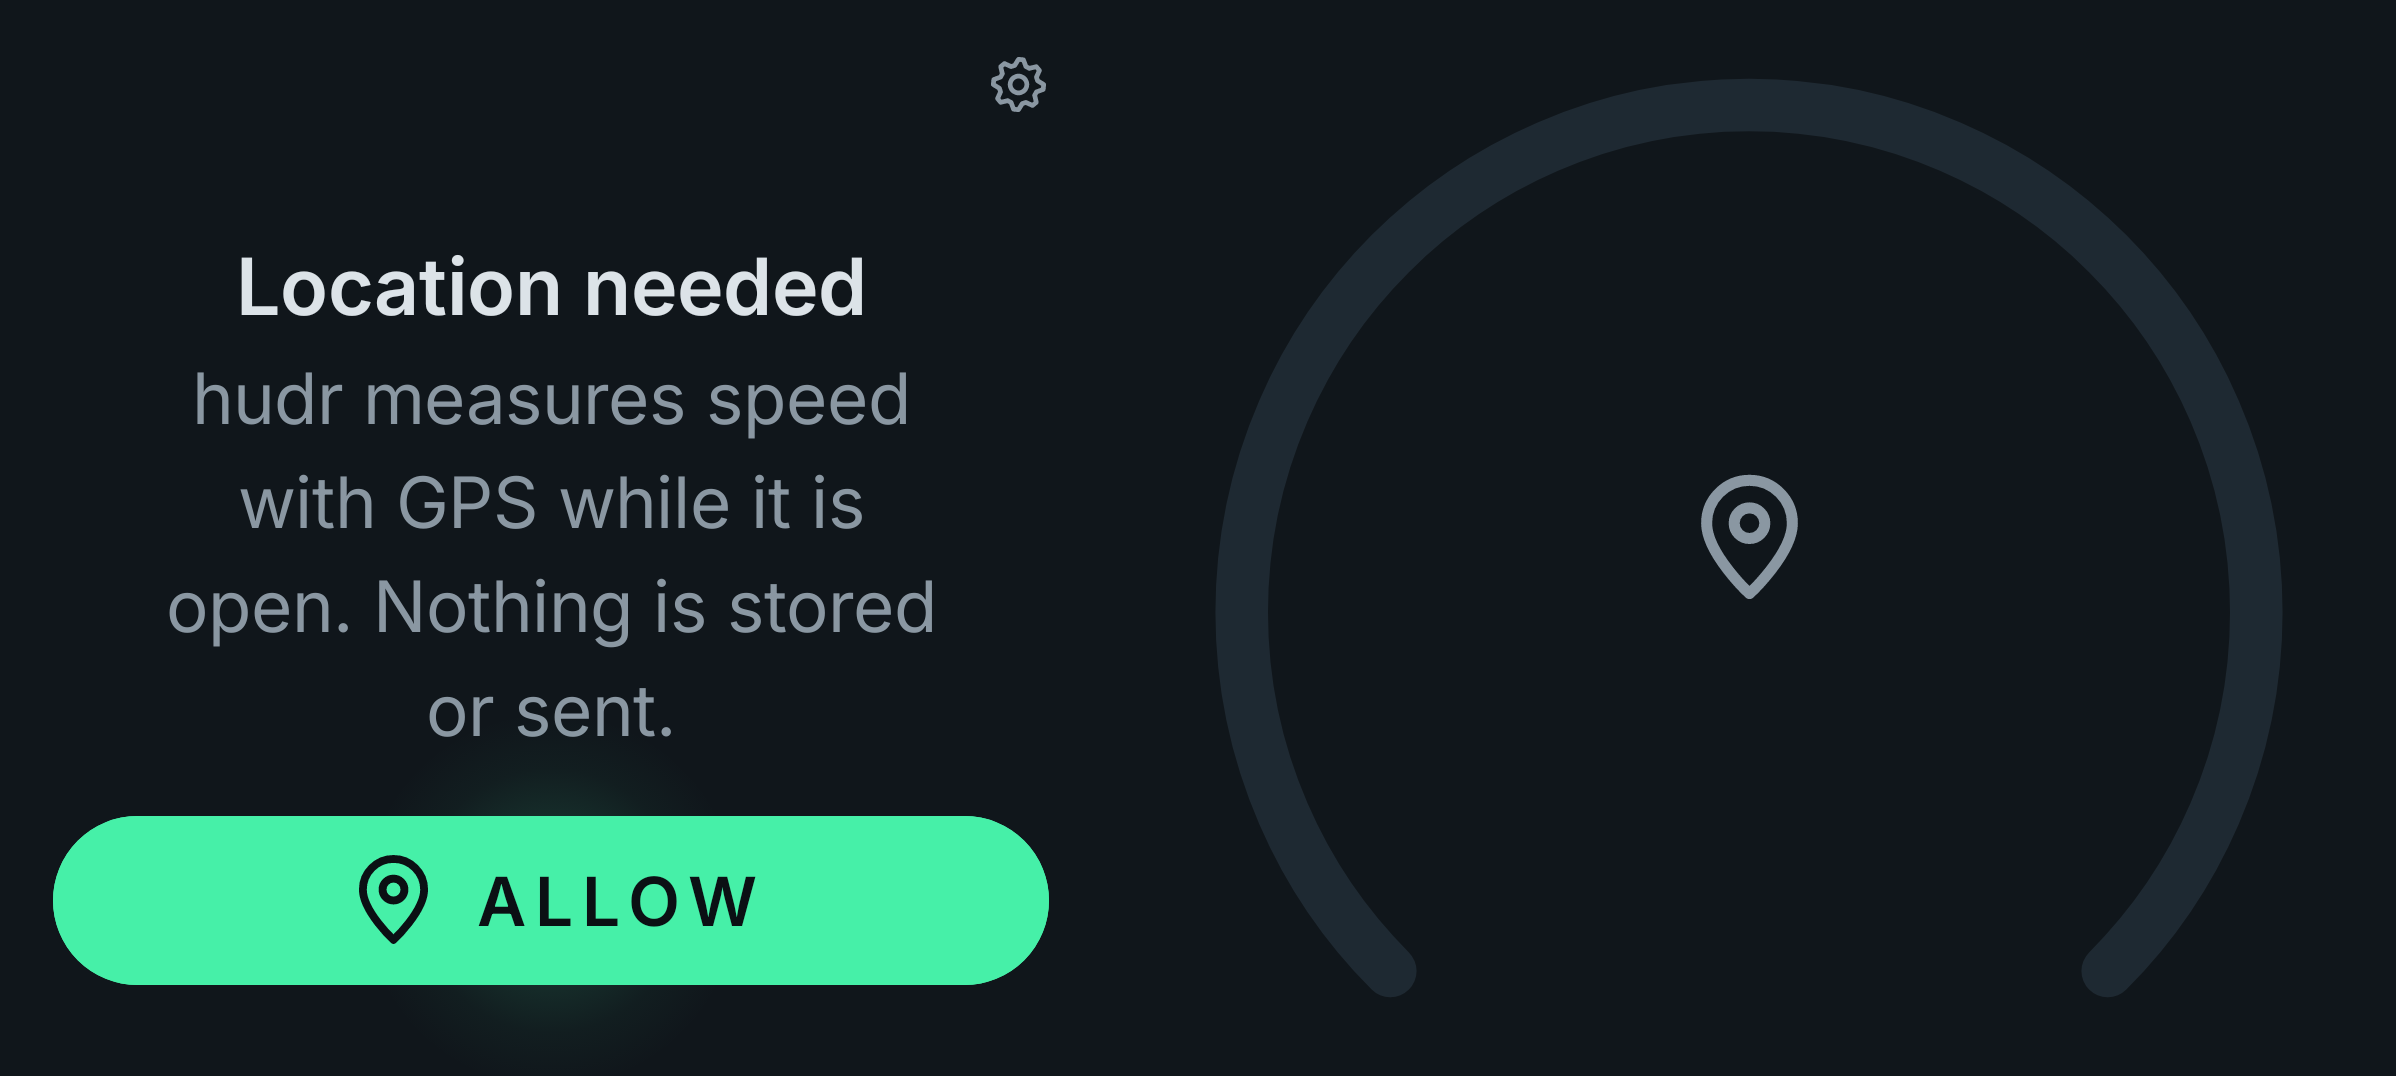 Location needed
hudr measures speed
with GPS while it is
open. Nothing is stored
or sent.
ALLOW